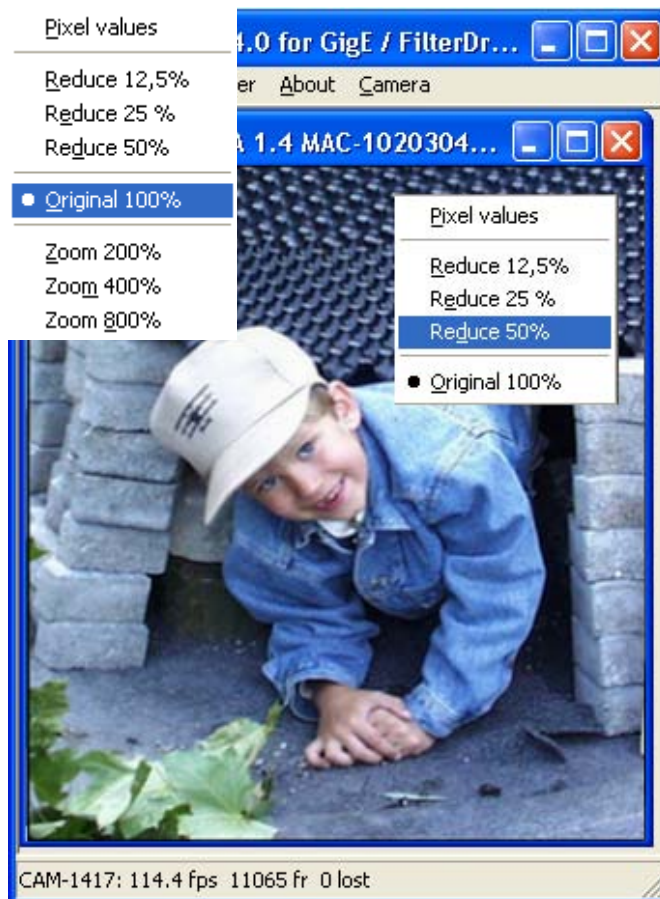 Pixel values
Reduce 12,5%
Reduce 25 %
Reduce 50%
Original 100%
Zoom 200%
Zoom 400%
Zoom 800%
4.0 for GigE / FilterDr...
er About Camera
A 1.4 MAC-1020304...
Pixel values
Reduce 12,5%
Reduce 25 %
Reduce 50%
Original 100%
CAM-1417: 114.4 fps 11065 fr 0 lost